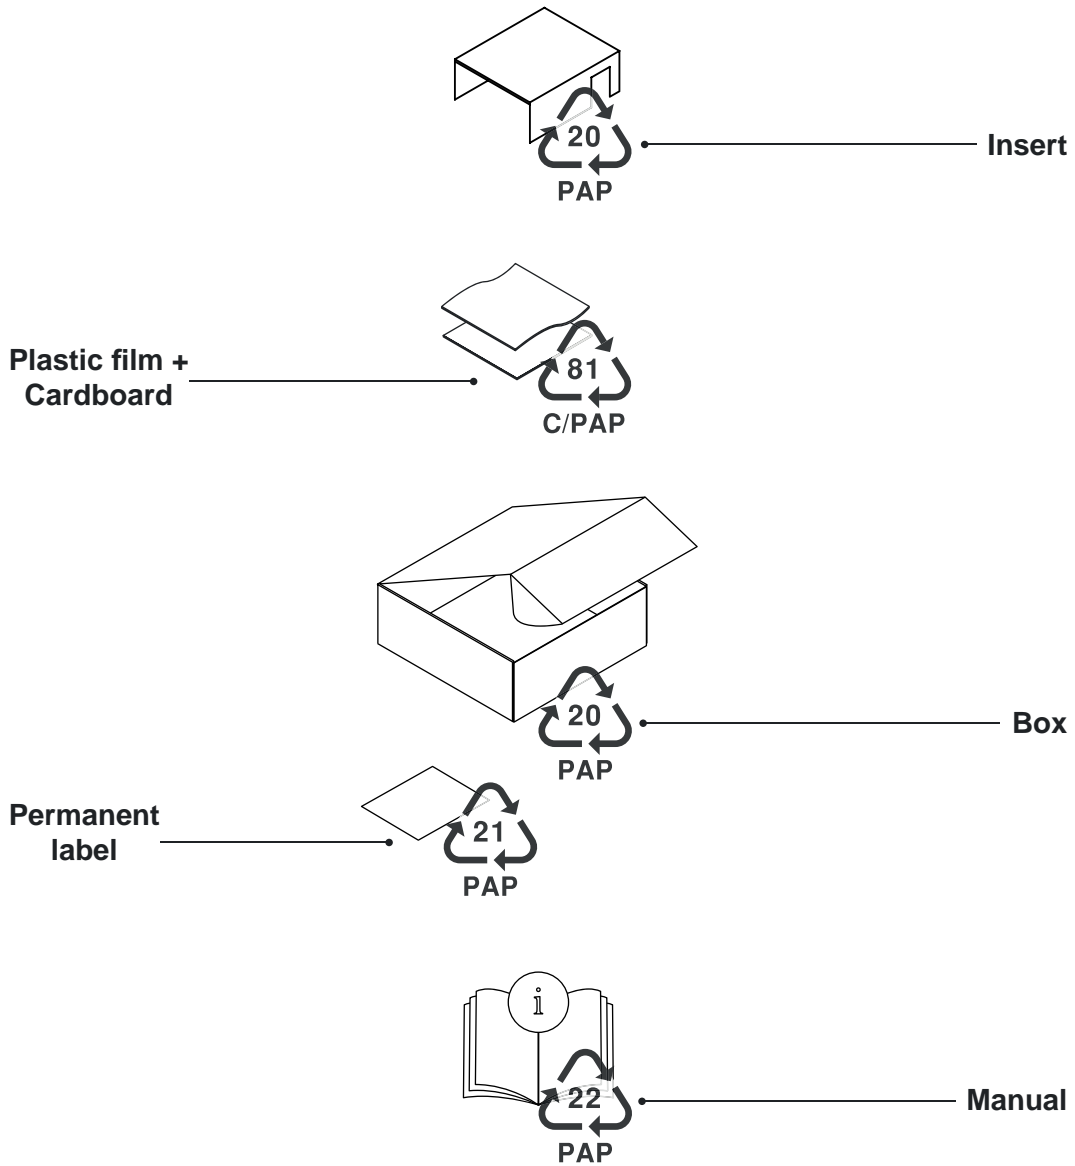 20
PAP
Insert
Plastic film +
Cardboard
81
C/PAP
20
PAP
Box
Permanent
label
21
PAP
i
22
PAP
Manual